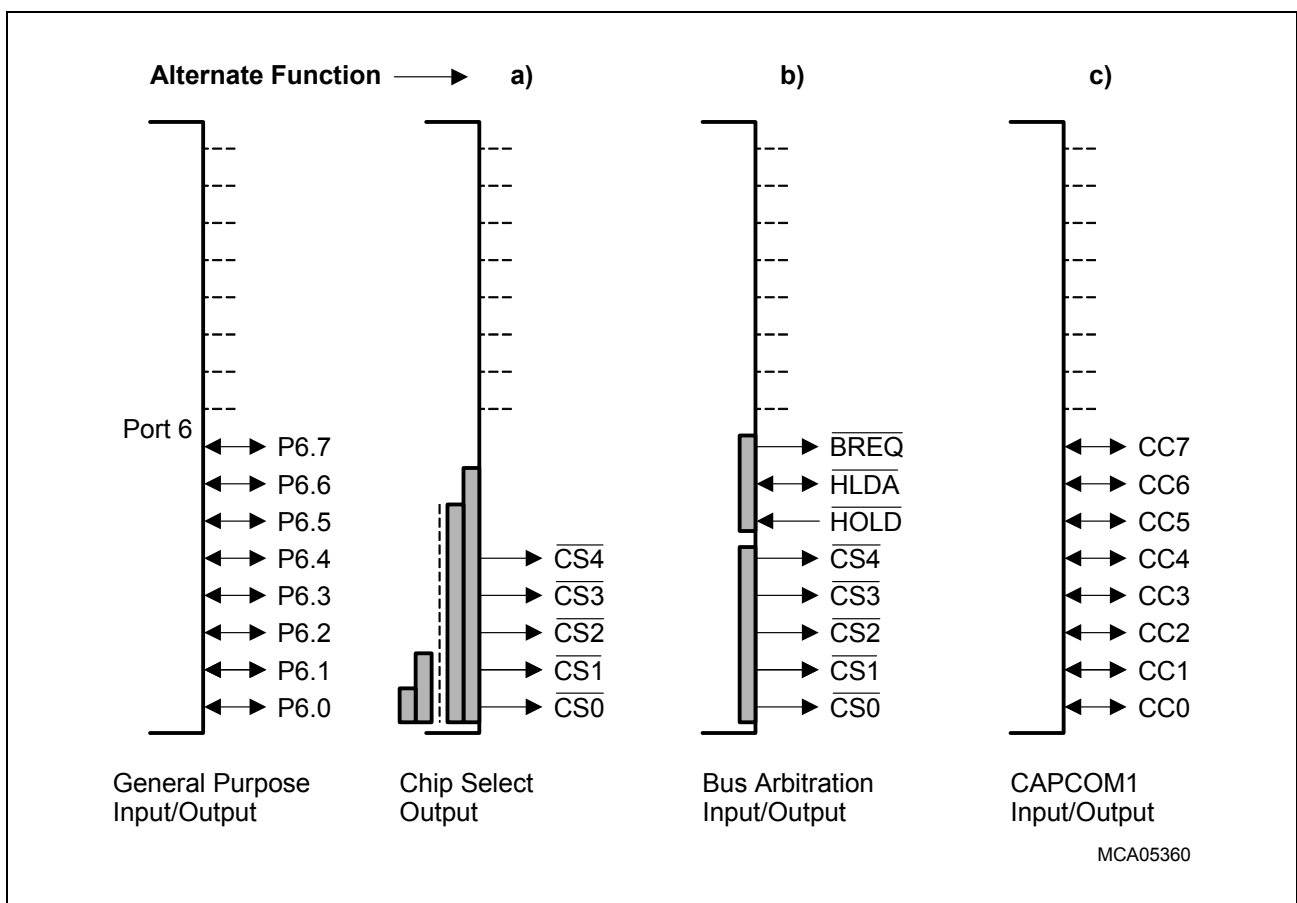 Alternate Function a) b) c)
Port 6
P6.7 BREQ CC7
P6.6 HLDA CC6
P6.5 HOLD CC5
P6.4 CS4 CS4 CC4
P6.3 CS3 CS3 CC3
P6.2 CS2 CS2 CC2
P6.1 CS1 CS1 CC1
P6.0 CS0 CS0 CC0
General Purpose Chip Select Bus Arbitration CAPCOM1
Input/Output Output Input/Output Input/Output
MCA05360